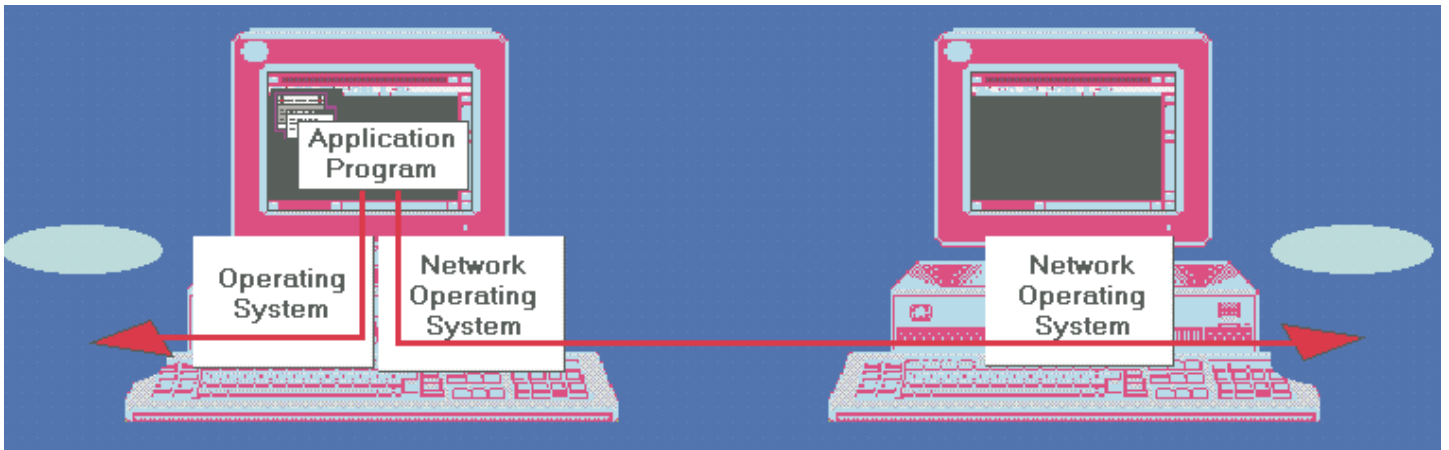 Application
Program
Operating
System
Network
Operating
System
Network
Operating
System